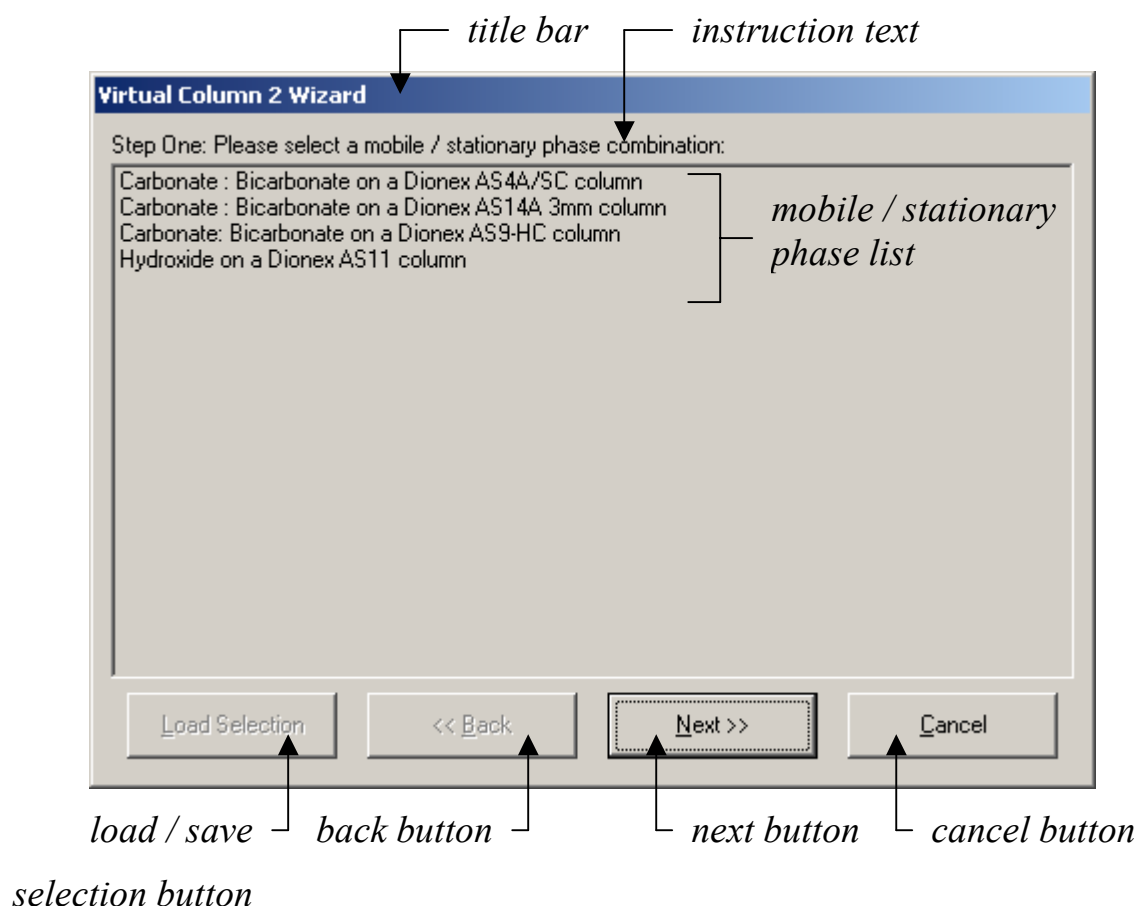 title bar
instruction text
Virtual Column 2 Wizard
Step One: Please select a mobile / stationary phase combination:
Carbonate : Bicarbonate on a Dionex AS4A/SC column
Carbonate : Bicarbonate on a Dionex AS14A 3mm column
Carbonate: Bicarbonate on a Dionex AS9-HC column
Hydroxide on a Dionex AS11 column
mobile / stationary
phase list
Load Selection
<< Back
Next >>
Cancel
load / save
back button
next button
cancel button
selection button